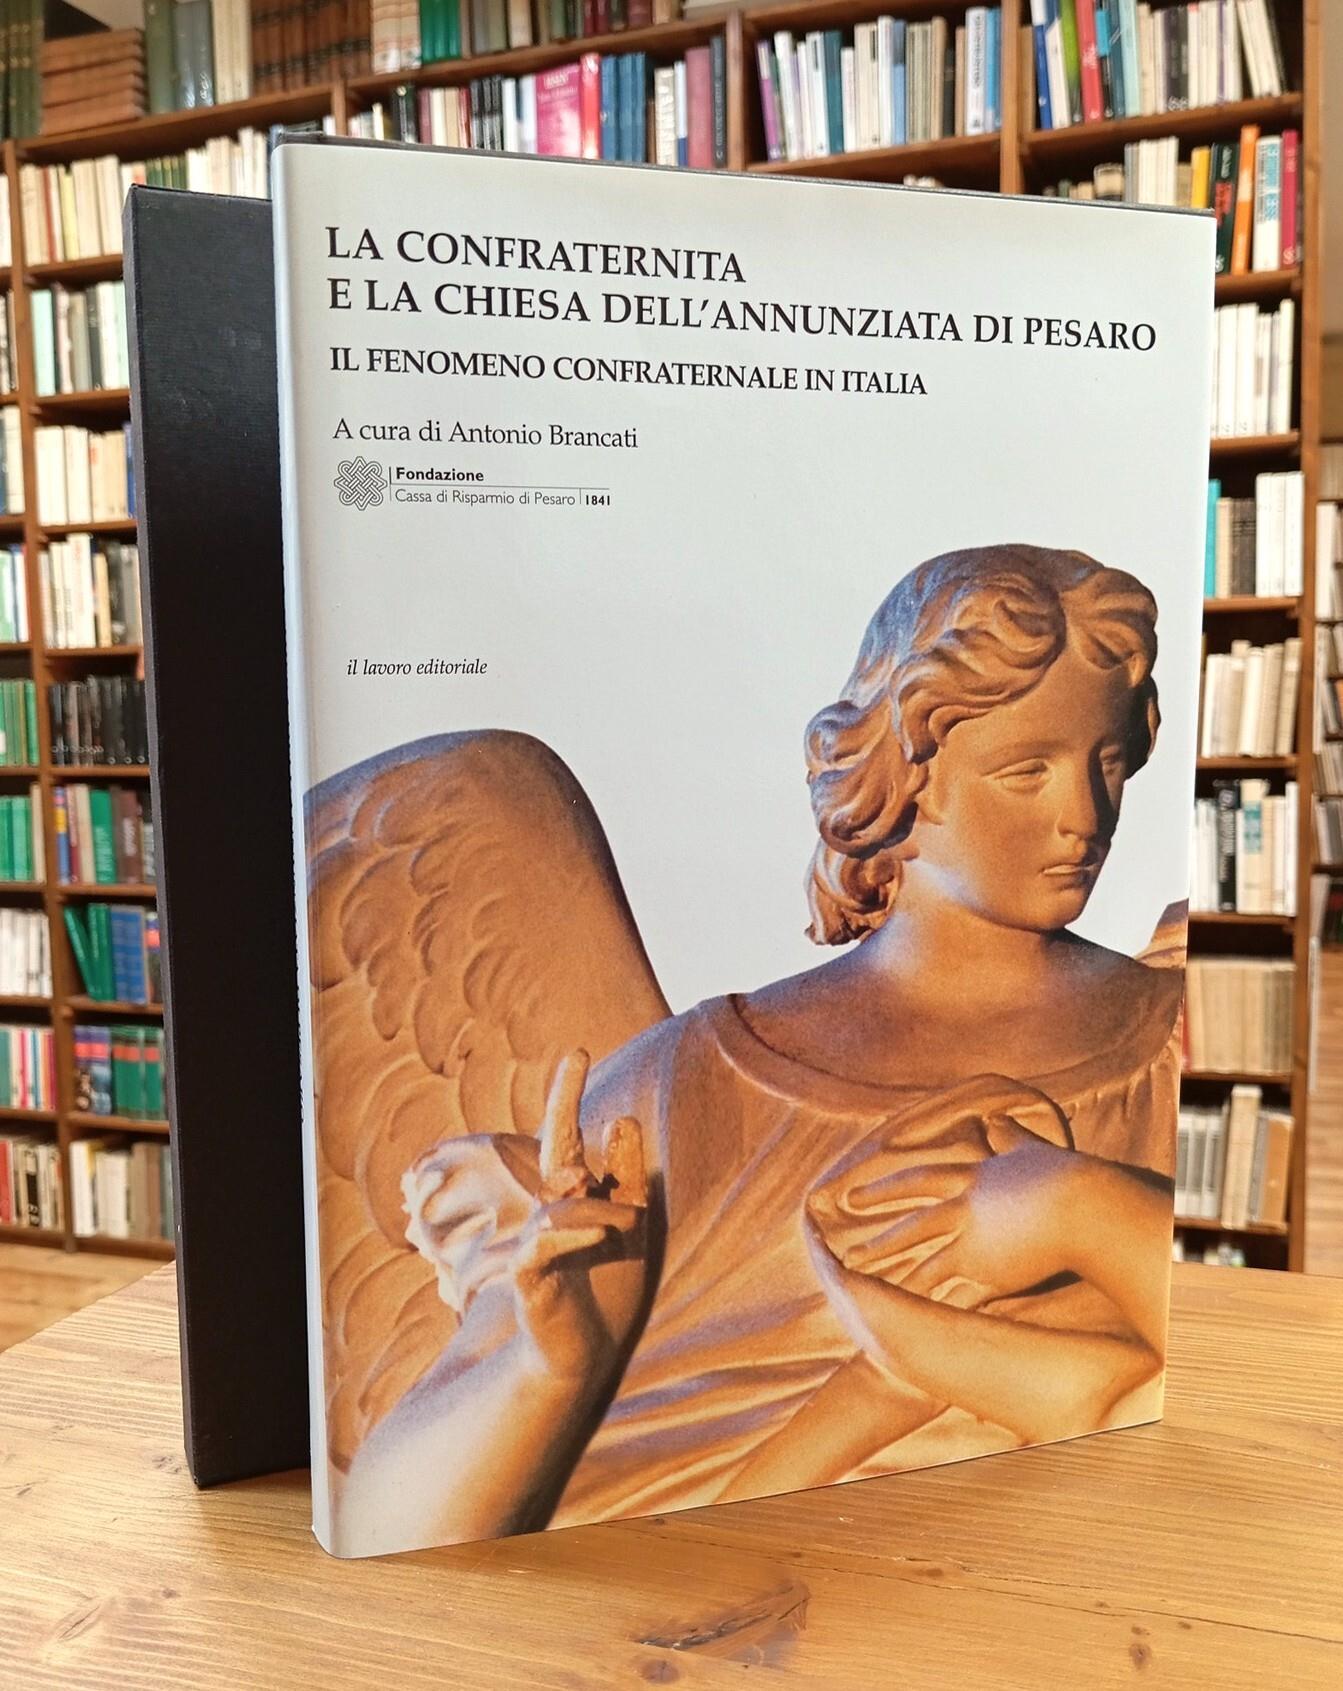 LA CONFRATERNITA
E LA CHIESA DELL'ANNUNZIATA DI PESARO
IL FENOMENO CONFRATERNALE IN ITALIA
A cura di Antonio Brancati
Fondazione
Cassa di Risparmio di Pesaro 1841
il lavoro editoriale